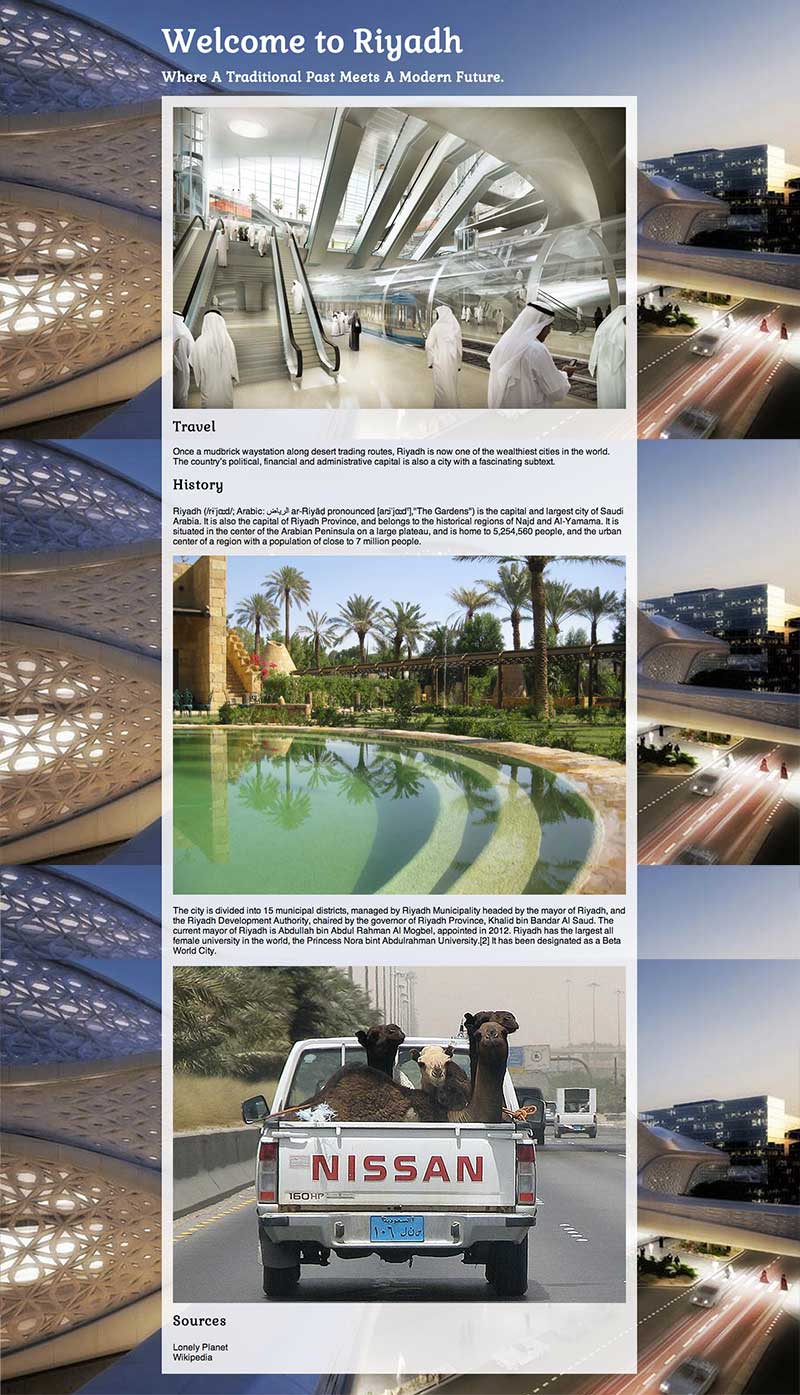 Welcome to Riyadh
Where A Traditional Past Meets A Modern Future.
Travel
Once a mudbrick waystation along desert trading routes, Riyadh is now one of the wealthiest cities in the world.
The country's political, financial and administrative capital is also a city with a fascinating subtext.
History
Riyadh (/riˈjɑːd/; Arabic: الرياض ar-Riyāḍ pronounced [arːiˈjɑːdˤ],"The Gardens") is the capital and largest city of Saudi
Arabia. It is also the capital of Riyadh Province, and belongs to the historical regions of Najd and Al-Yamama. It is
situated in the center of the Arabian Peninsula on a large plateau, and is home to 5,254,560 people, and the urban
center of a region with a population of close to 7 million people.
The city is divided into 15 municipal districts, managed by Riyadh Municipality headed by the mayor of Riyadh, and
the Riyadh Development Authority, chaired by the governor of Riyadh Province, Khalid bin Bandar Al Saud. The
current mayor of Riyadh is Abdullah bin Abdul Rahman Al Mogbel, appointed in 2012. Riyadh has the largest all
female university in the world, the Princess Nora bint Abdulrahman University.[2] It has been designated as a Beta
World City.
NISSAN
160HP
السعودية
Sources
Lonely Planet
Wikipedia